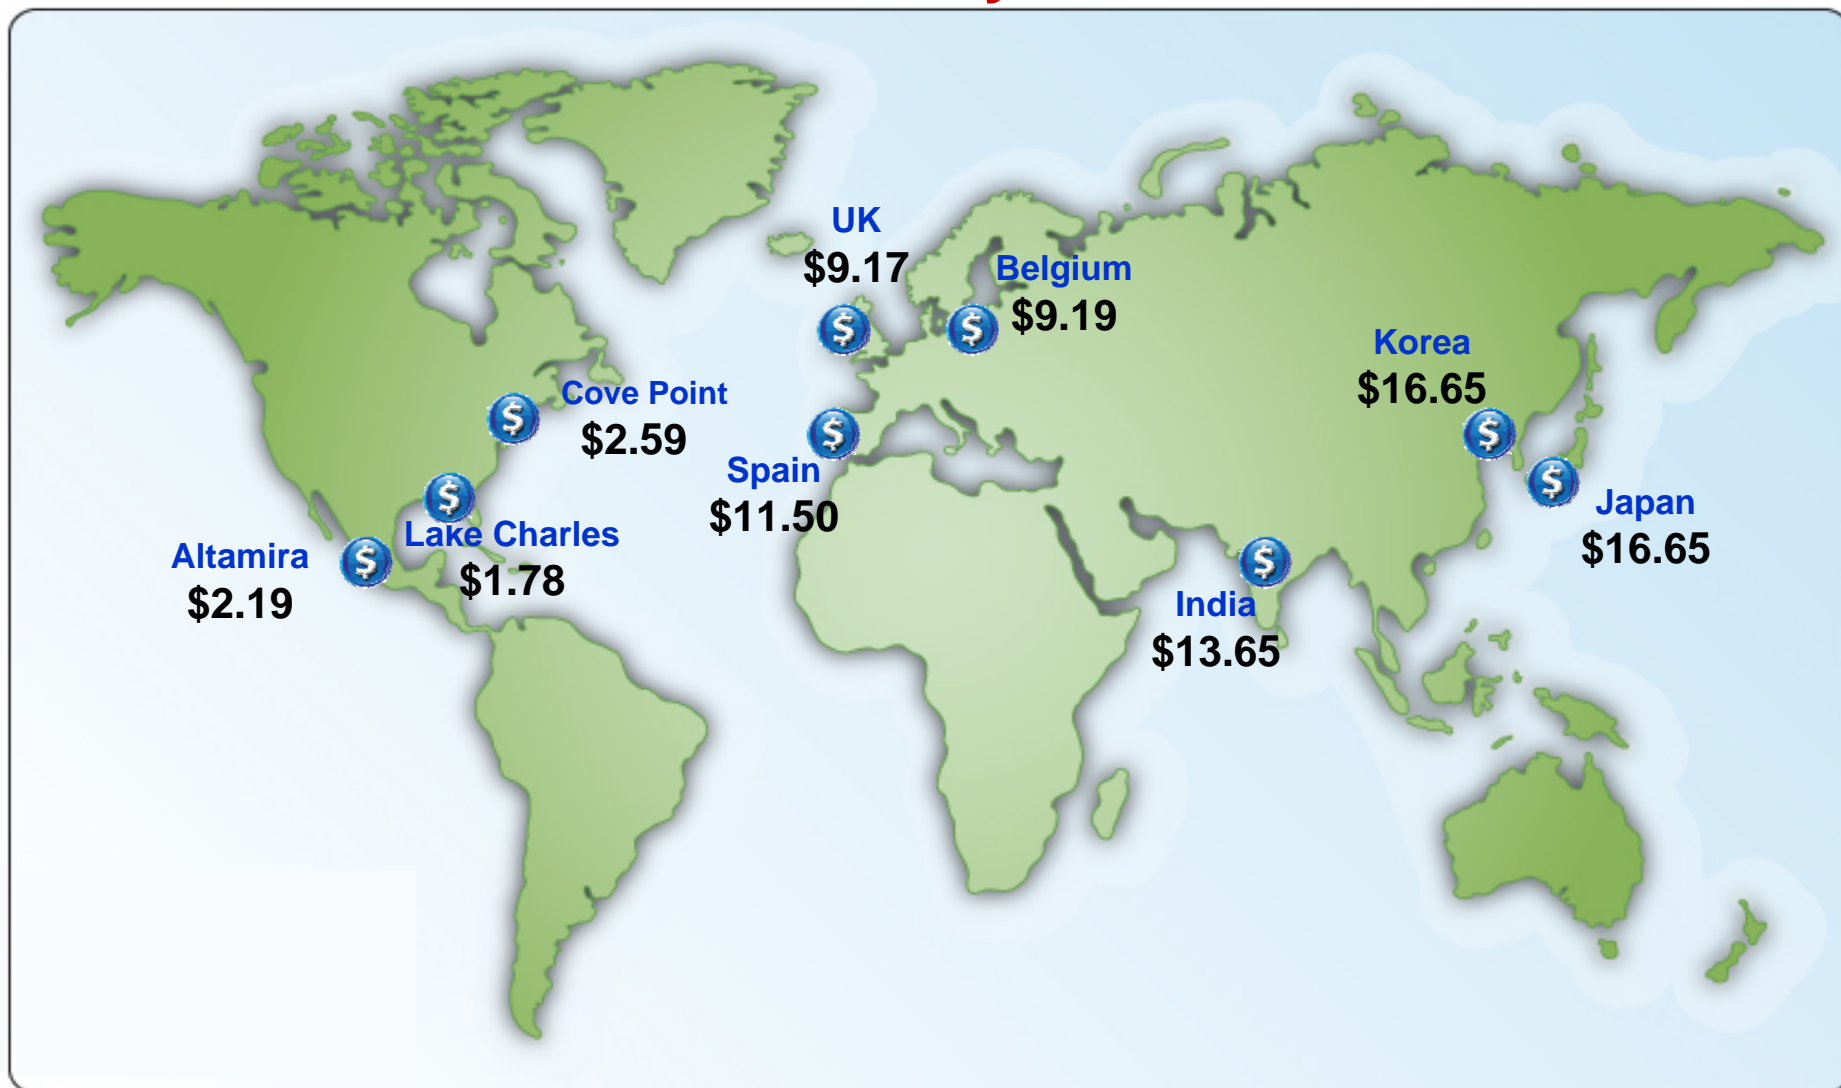 UK
$9.17
Belgium
$9.19
Korea
$16.65
Cove Point
$2.59
Spain
$11.50
Japan
$16.65
Lake Charles
$1.78
Altamira
$2.19
India
$13.65